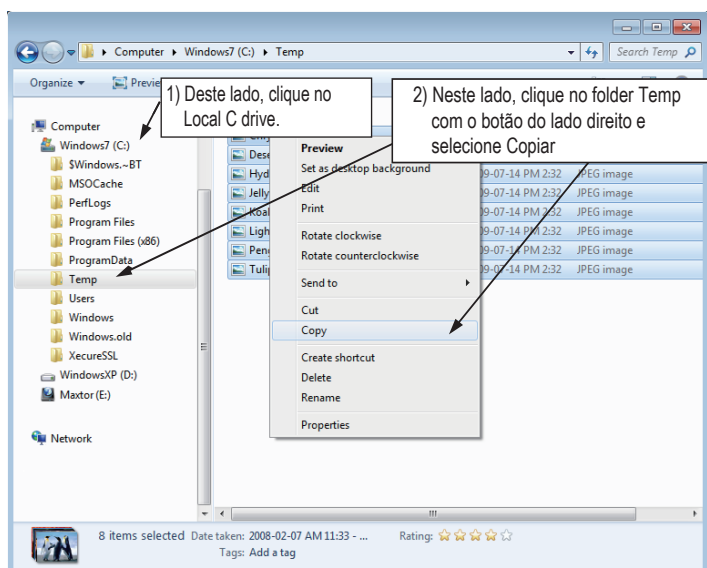 Computer ▸ Windows7 (C:) ▸ Temp
Search Temp
Organize
Previe
1) Deste lado, clique no
Local C drive.
2) Neste lado, clique no folder Temp
com o botão do lado direito e
selecione Copiar
Computer
Windows7 (C:)
$Windows.~BT
MSOCache
PerfLogs
Program Files
Program Files (x86)
ProgramData
Temp
Users
Windows
Windows.old
XecureSSL
WindowsXP (D:)
Maxtor (E:)
Network
Dese
Hyd 09-07-14 PM 2:32 JPEG image
Jelly 09-07-14 PM 2:32 JPEG image
Koal 09-07-14 PM 2:32 JPEG image
Ligh 09-07-14 PM 2:32 JPEG image
Peng 09-07-14 PM 2:32 JPEG image
Tulip 09-07-14 PM 2:32 JPEG image
Preview
Set as desktop background
Edit
Print
Rotate clockwise
Rotate counterclockwise
Send to
Cut
Copy
Create shortcut
Delete
Rename
Properties
8 items selected Date taken: 2008-02-07 AM 11:33 - ... Rating:
Tags: Add a tag